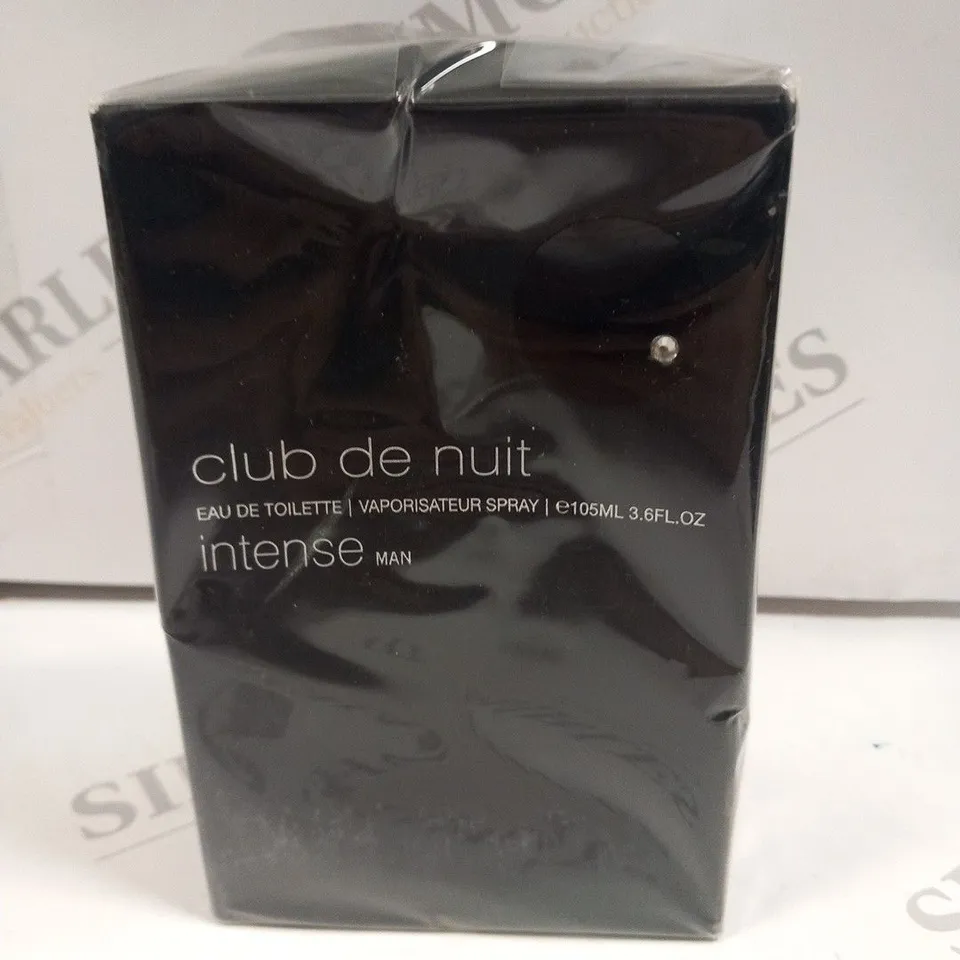 club de nuit
EAU DE TOILETTE | VAPORISATEUR SPRAY | ℮105ML 3.6FL.OZ
intense MAN